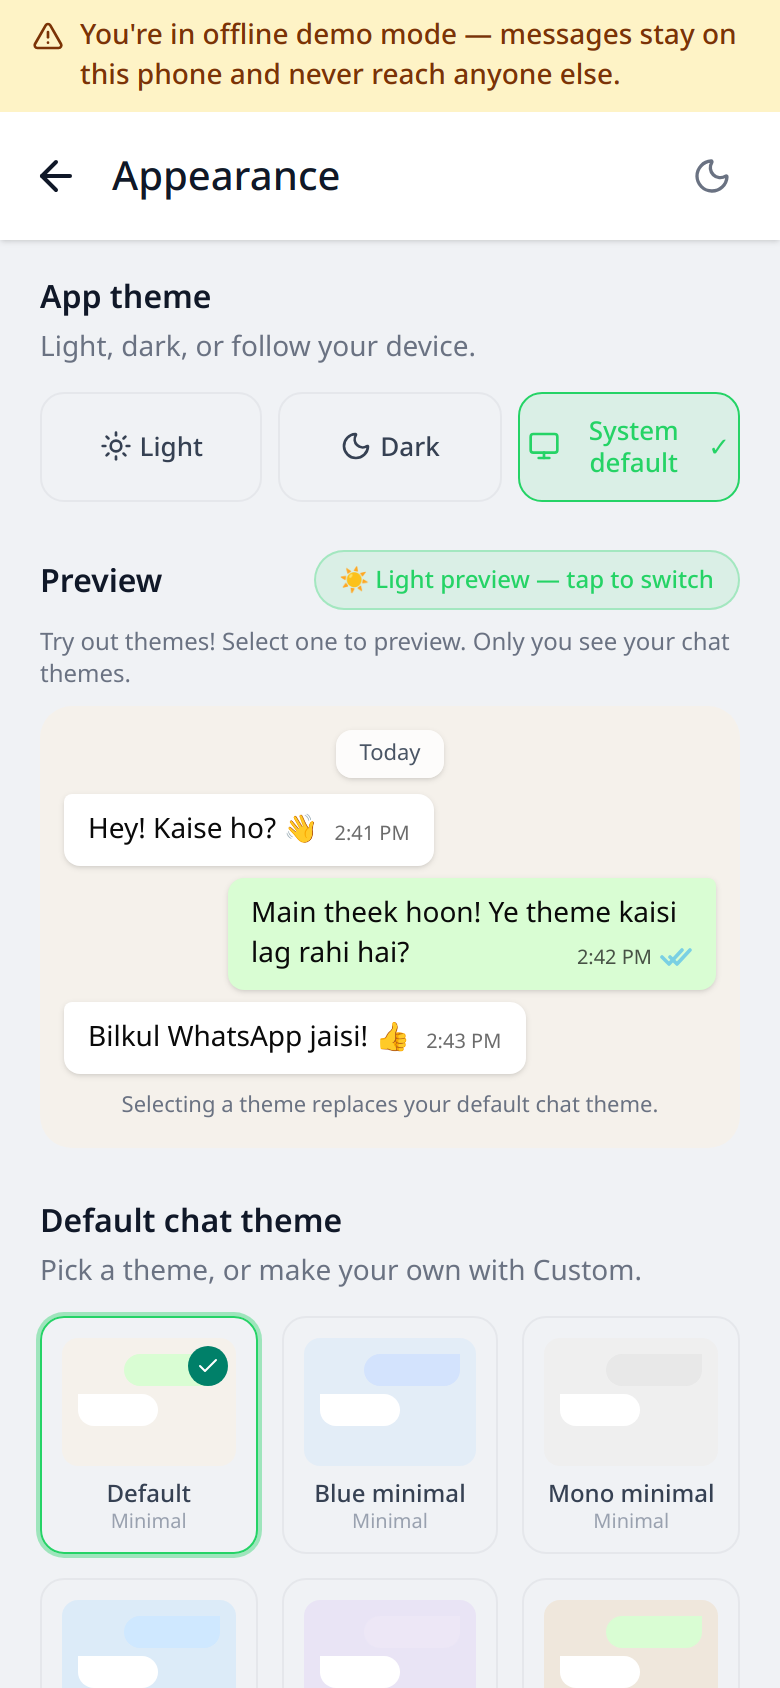 You're in offline demo mode — messages stay on
this phone and never reach anyone else.
Appearance
App theme
Light, dark, or follow your device.
Light
Dark
System
default ✓
Preview
☀️ Light preview — tap to switch
Try out themes! Select one to preview. Only you see your chat
themes.
Today
Hey! Kaise ho? 👋 2:41 PM
Main theek hoon! Ye theme kaisi
lag rahi hai? 2:42 PM
Bilkul WhatsApp jaisi! 👍 2:43 PM
Selecting a theme replaces your default chat theme.
Default chat theme
Pick a theme, or make your own with Custom.
Default
Minimal
Blue minimal
Minimal
Mono minimal
Minimal